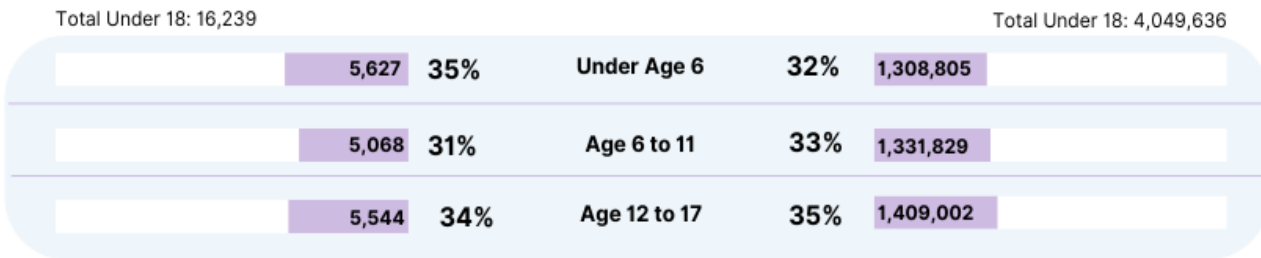 Total Under 18: 16,239 Total Under 18: 4,049,636
5,627 35% Under Age 6 32% 1,308,805
5,068 31% Age 6 to 11 33% 1,331,829
5,544 34% Age 12 to 17 35% 1,409,002